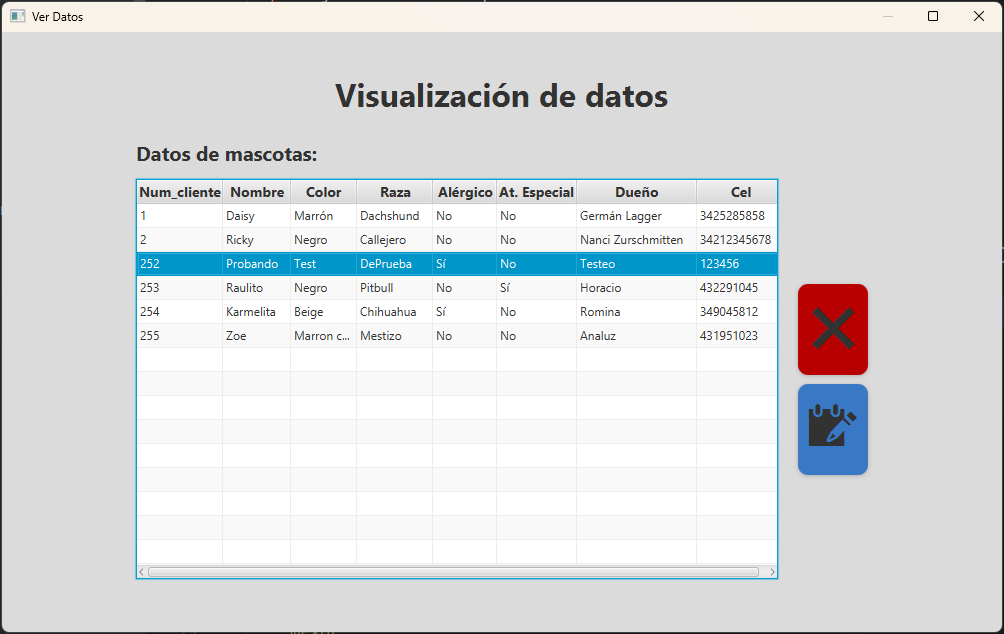 Ver Datos
Visualización de datos
Datos de mascotas:
Num_cliente Nombre Color Raza Alérgico At. Especial Dueño Cel
1 Daisy Marrón Dachshund No No Germán Lagger 3425285858
2 Ricky Negro Callejero No No Nanci Zurschmitten 34212345678
252 Probando Test DePrueba Sí No Testeo 123456
253 Raulito Negro Pitbull No Sí Horacio 432291045
254 Karmelita Beige Chihuahua Sí No Romina 349045812
255 Zoe Marron c... Mestizo No No Analuz 431951023